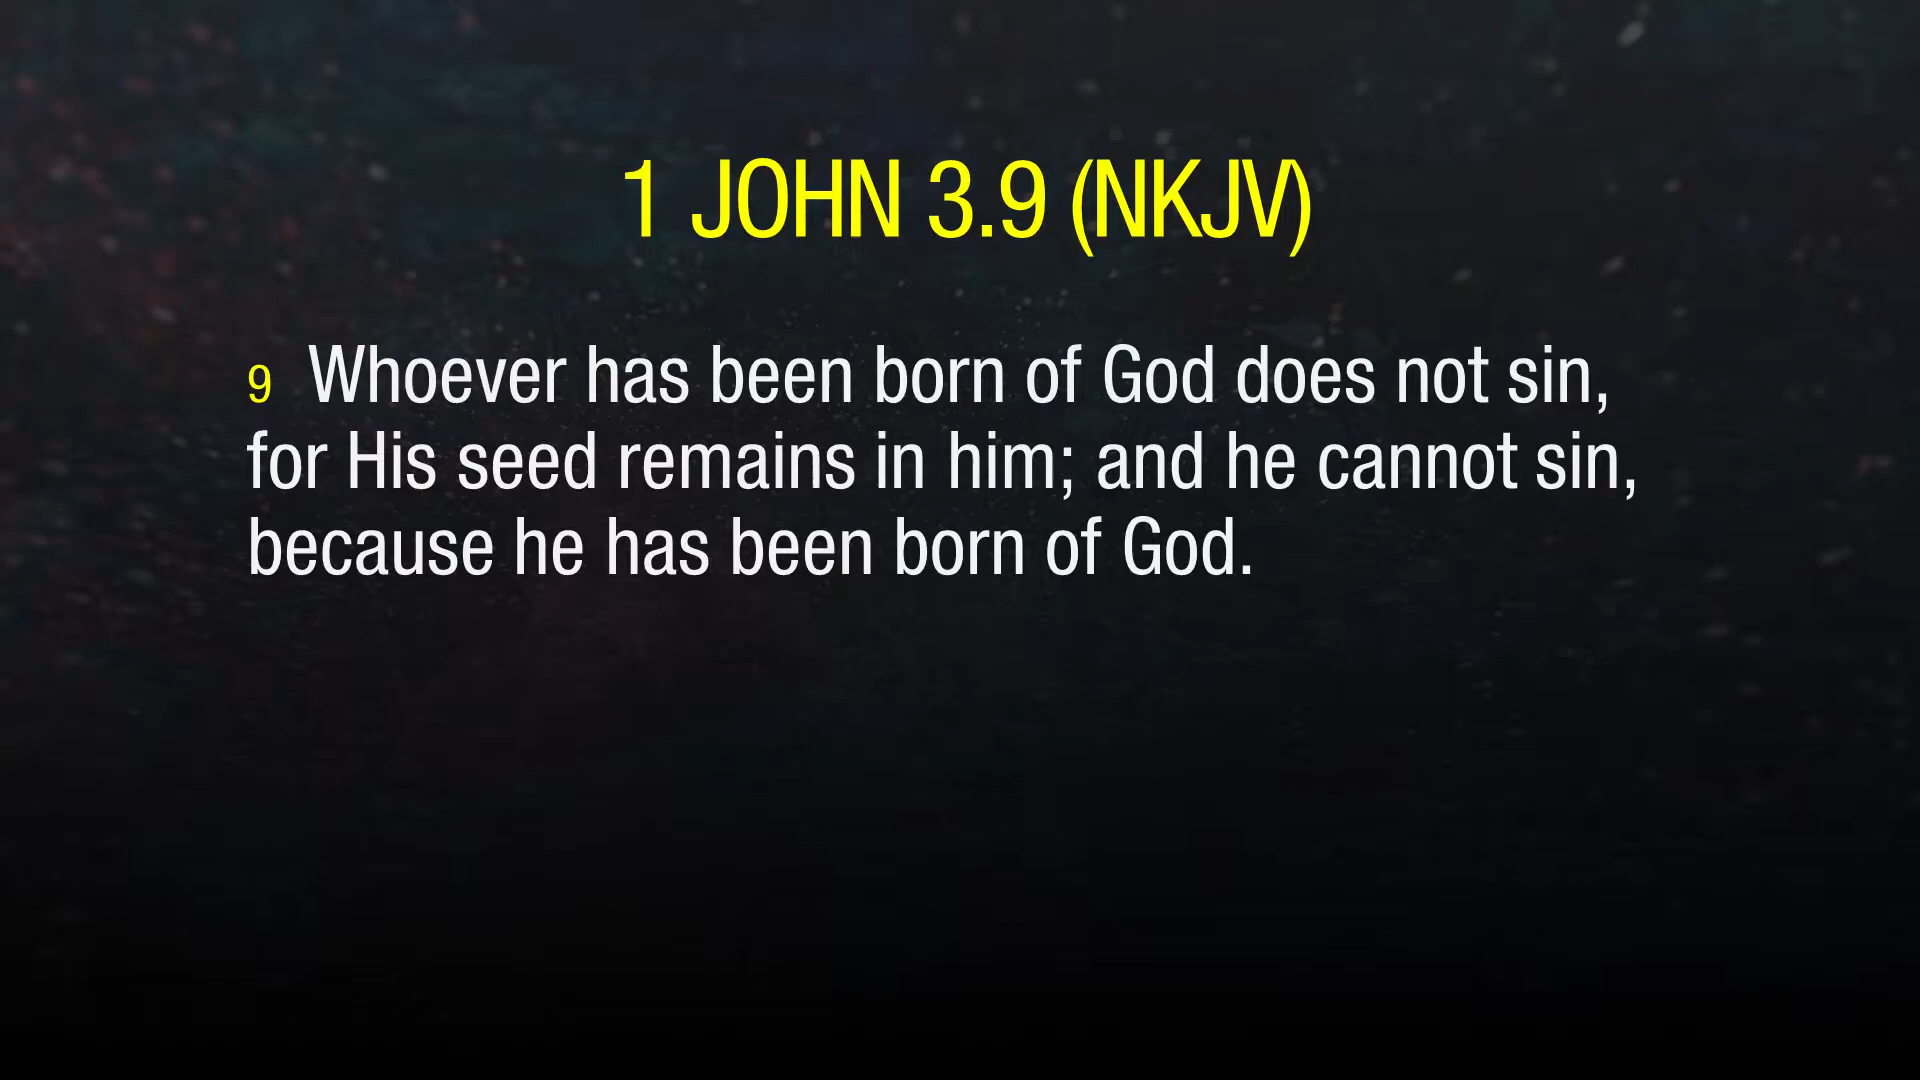 1 JOHN 3.9 (NKJV)
9 Whoever has been born of God does not sin,
for His seed remains in him; and he cannot sin,
because he has been born of God.